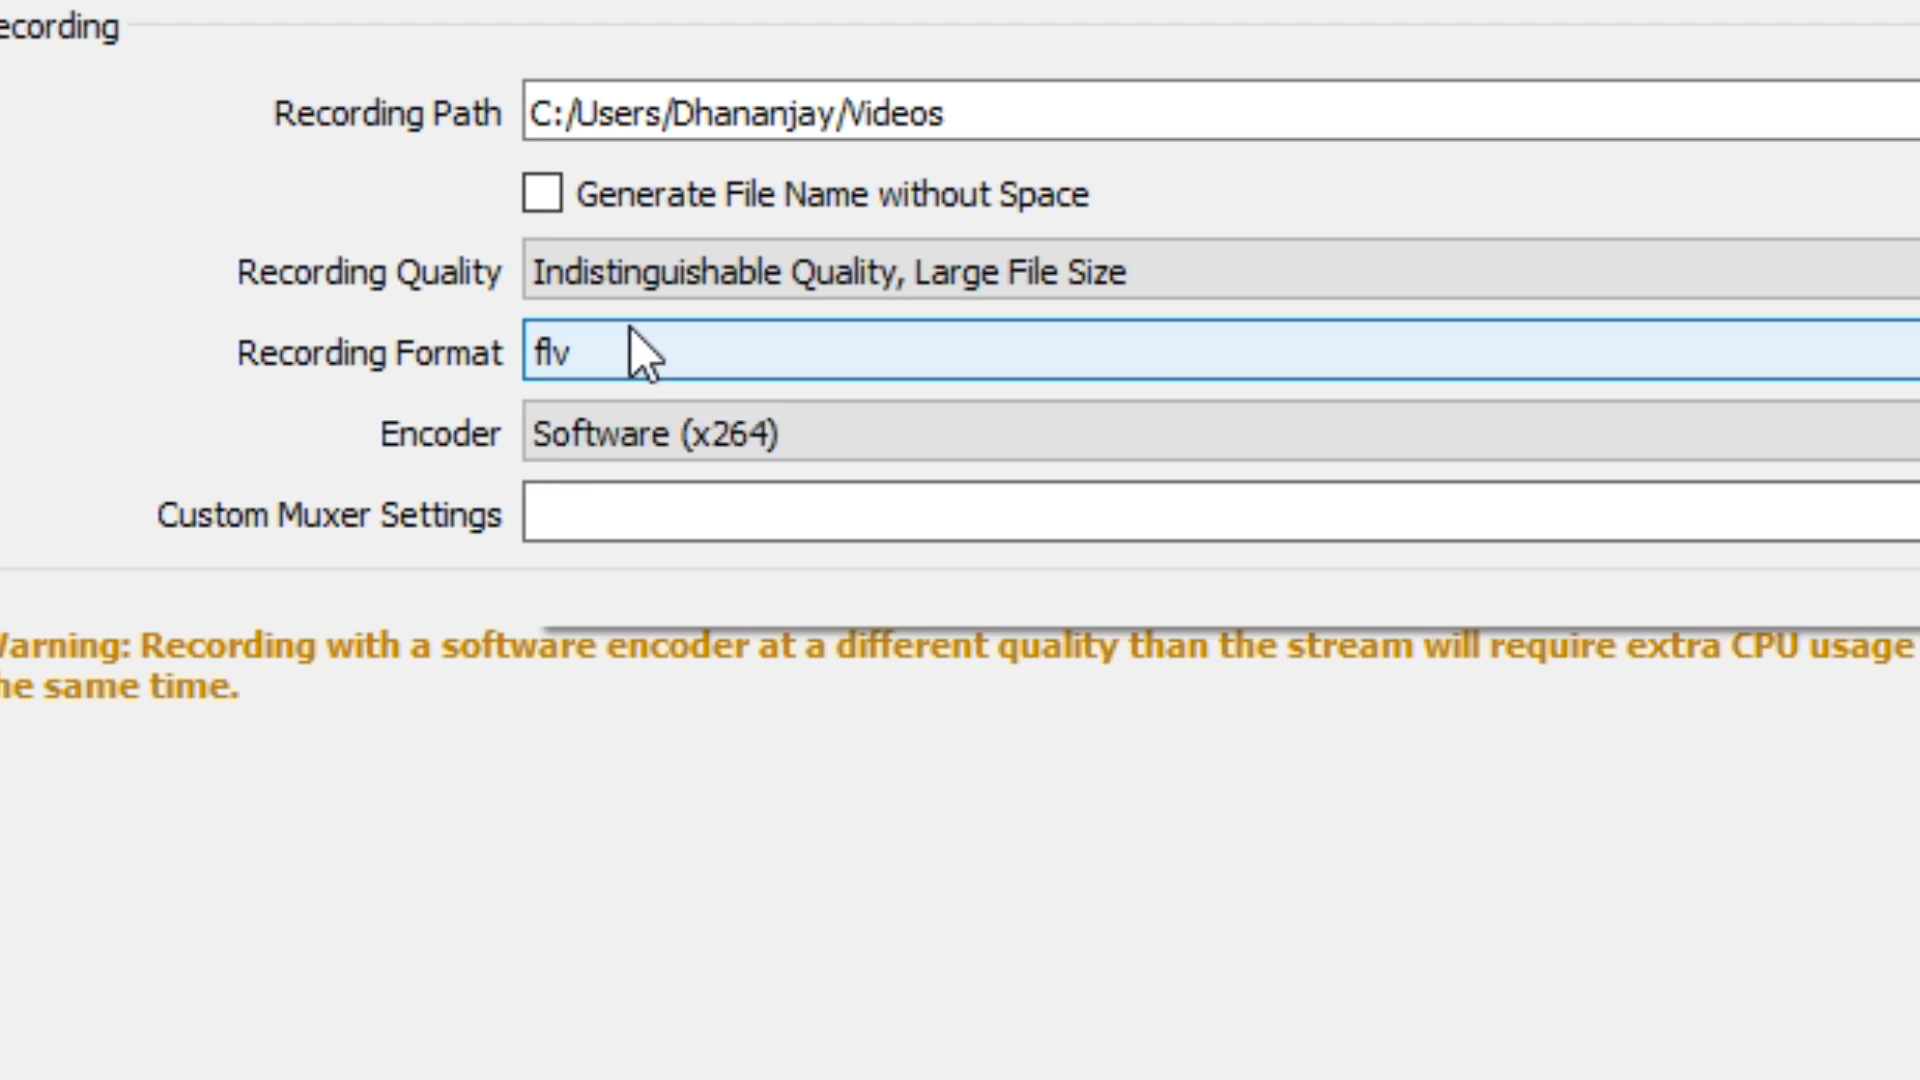 ecording
Recording Path C:/Users/Dhananjay/Videos
Generate File Name without Space
Recording Quality Indistinguishable Quality, Large File Size
Recording Format flv
Encoder Software (x264)
Custom Muxer Settings
Warning: Recording with a software encoder at a different quality than the stream will require extra CPU usage
he same time.